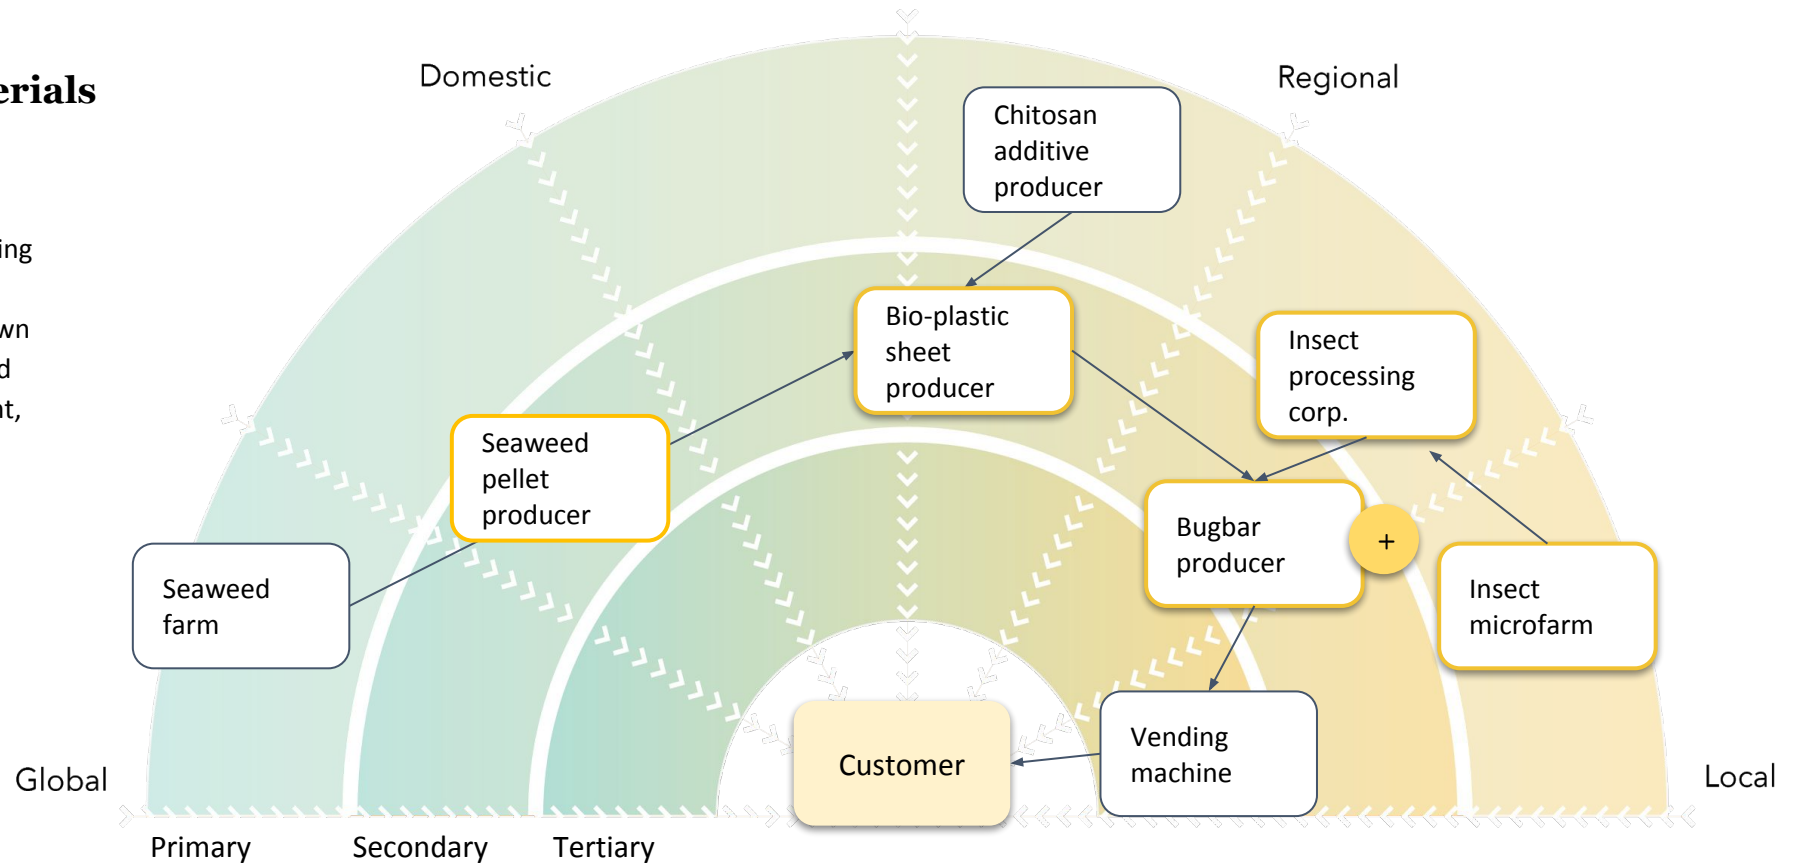 erials
ing
wn
d
nt,
Domestic
Regional
Chitosan
additive
producer
Bio-plastic
sheet
producer
Insect
processing
corp.
Seaweed
pellet
producer
Bugbar
producer
+
Seaweed
farm
Insect
microfarm
Vending
machine
Customer
Global
Local
Primary
Secondary
Tertiary